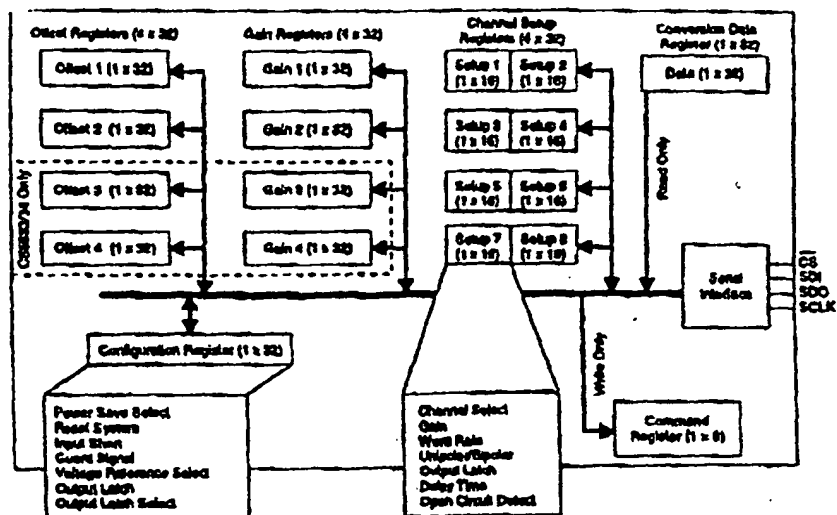 Offset Registers (4 x 32)
Gain Registers (4 x 32)
Channel Setup
Registers (4 x 32)
Conversion Data
Register (1 x 32)
Offset 1 (1 x 32)
Gain 1 (1 x 32)
Setup 1
(1 x 16)
Setup 2
(1 x 16)
Data (1 x 32)
Offset 2 (1 x 32)
Gain 2 (1 x 32)
Setup 3
(1 x 16)
Setup 4
(1 x 16)
Read Only
Offset 3 (1 x 32)
Gain 3 (1 x 32)
Setup 5
(1 x 16)
Setup 6
(1 x 16)
Offset 4 (1 x 32)
Gain 4 (1 x 32)
Setup 7
(1 x 16)
Setup 8
(1 x 16)
Only
Serial
Interface
CS
SDI
SDO
SCLK
Configuration Register (1 x 32)
Write Only
Power Save Select
Reset System
Input Short
Guard Signal
Voltage Reference Select
Output Latch
Output Latch Select
Channel Select
Gain
Word Rate
Unipolar/Bipolar
Output Latch
Delay Time
Open Circuit Detect
Command
Register (1 x 8)